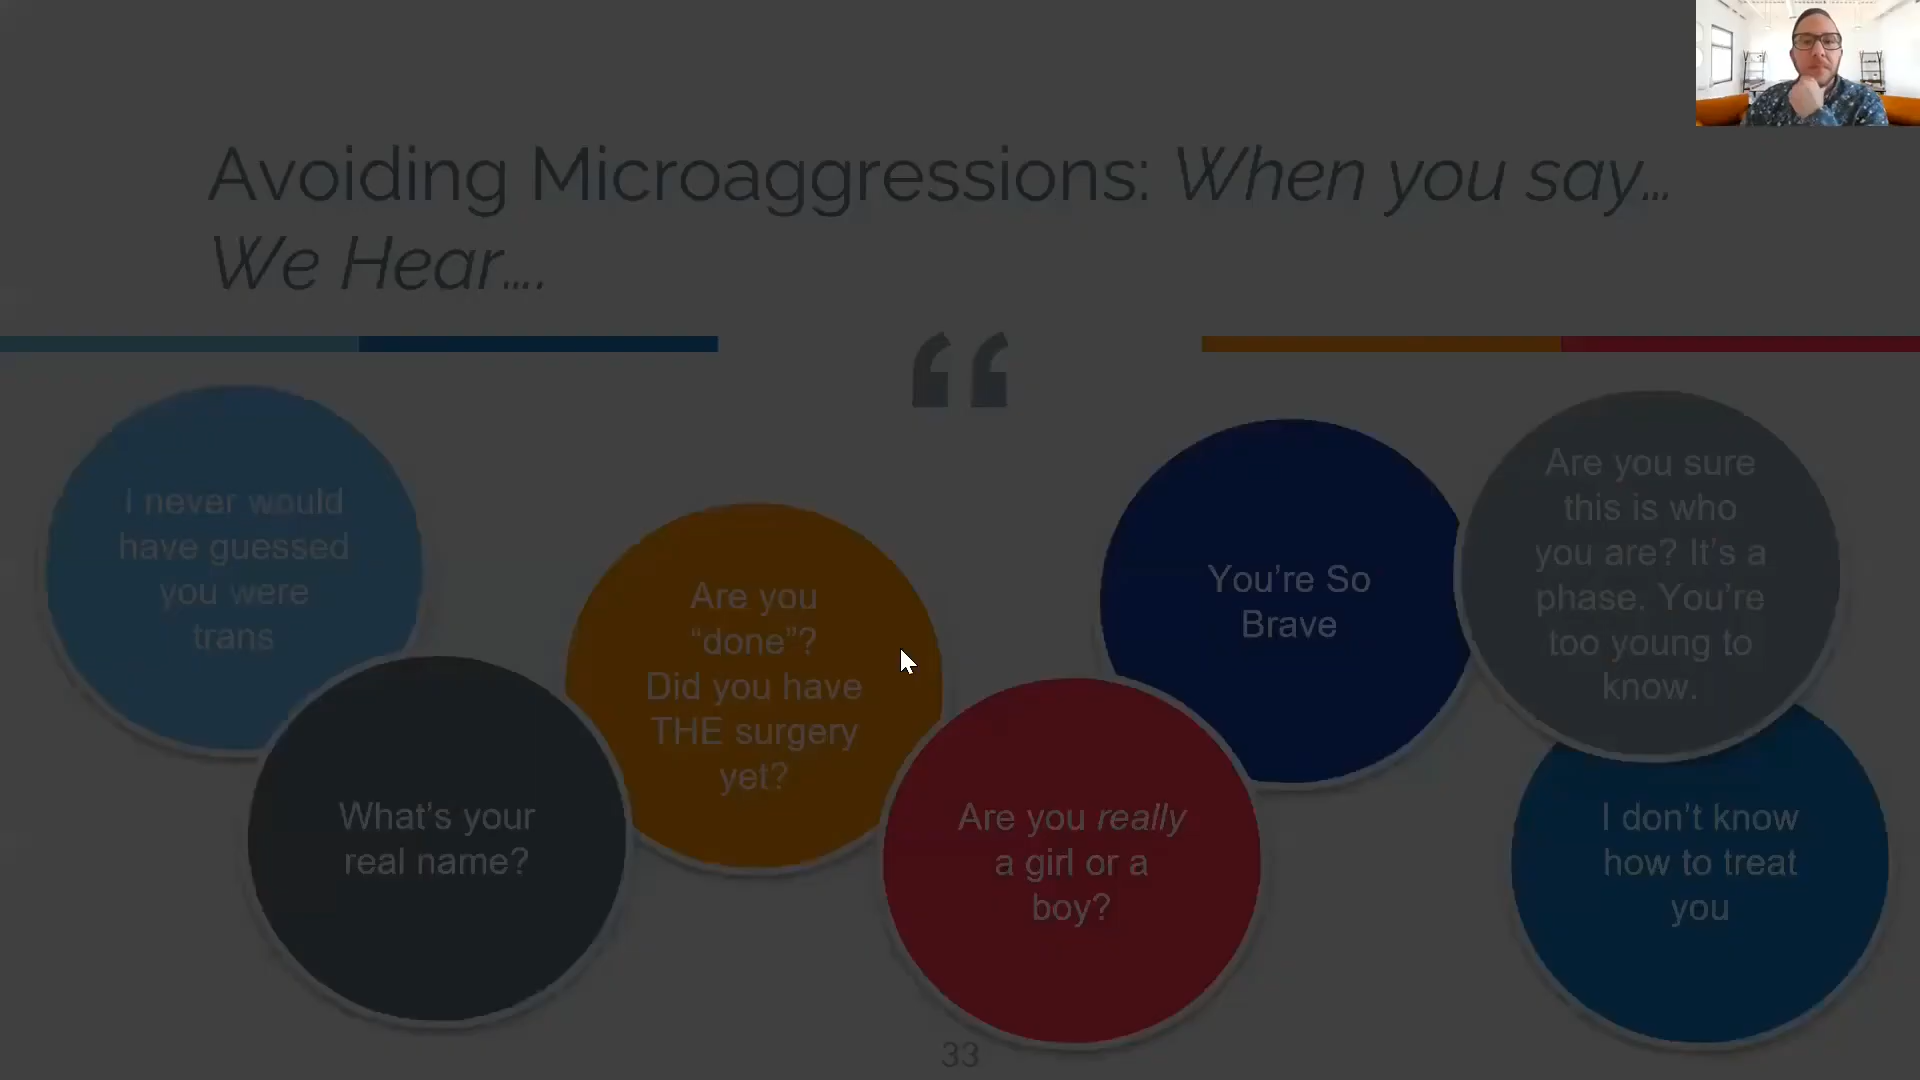 Avoiding Microaggressions: When you say…
We Hear….
“
I never would
have guessed
you were
trans
What’s your
real name?
Are you
“done”?
Did you have
THE surgery
yet?
Are you really
a girl or a
boy?
You’re So
Brave
Are you sure
this is who
you are? It’s a
phase. You’re
too young to
know.
I don’t know
how to treat
you
33